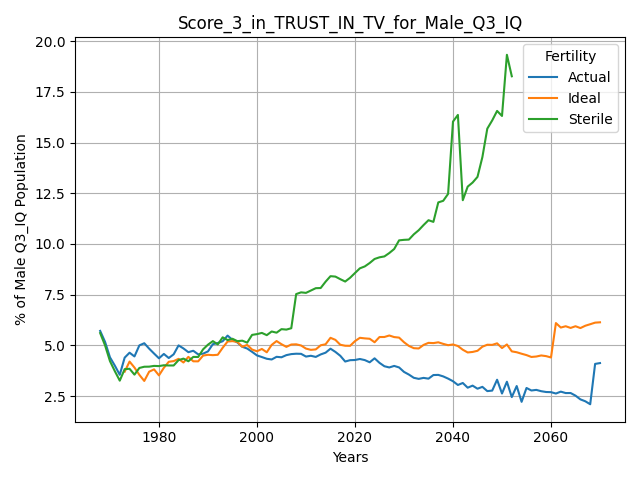 Score_3_in_TRUST_IN_TV_for_Male_Q3_IQ
% of Male Q3_IQ Population
20.0
17.5
15.0
12.5
10.0
7.5
5.0
2.5
Fertility
Actual
Ideal
Sterile
1980
2000
2020
2040
2060
Years